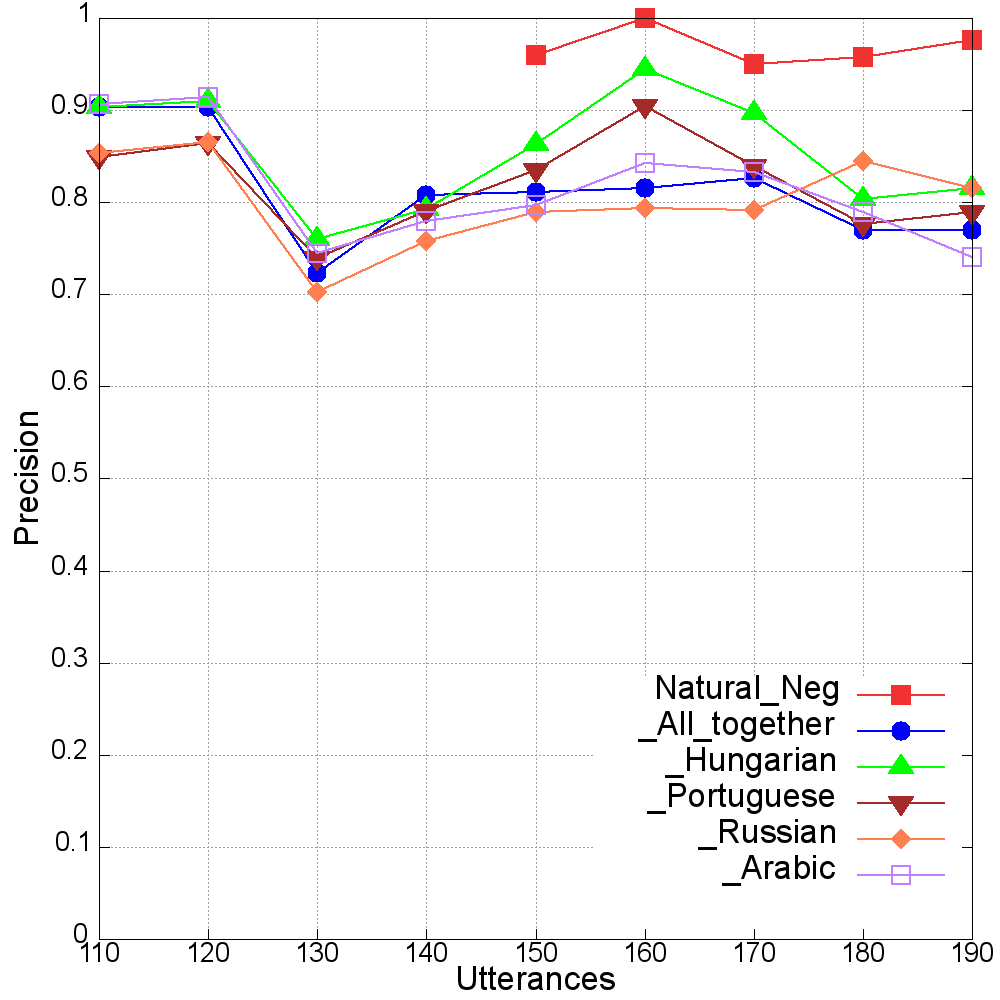 1
0.9
0.8
0.7
0.6
0.5
0.4
0.3
0.2
0.1
0
110 120 130 140 150 160 170 180 190
Precision
Utterances
Natural_Neg
_All_together
_Hungarian
_Portuguese
_Russian
_Arabic